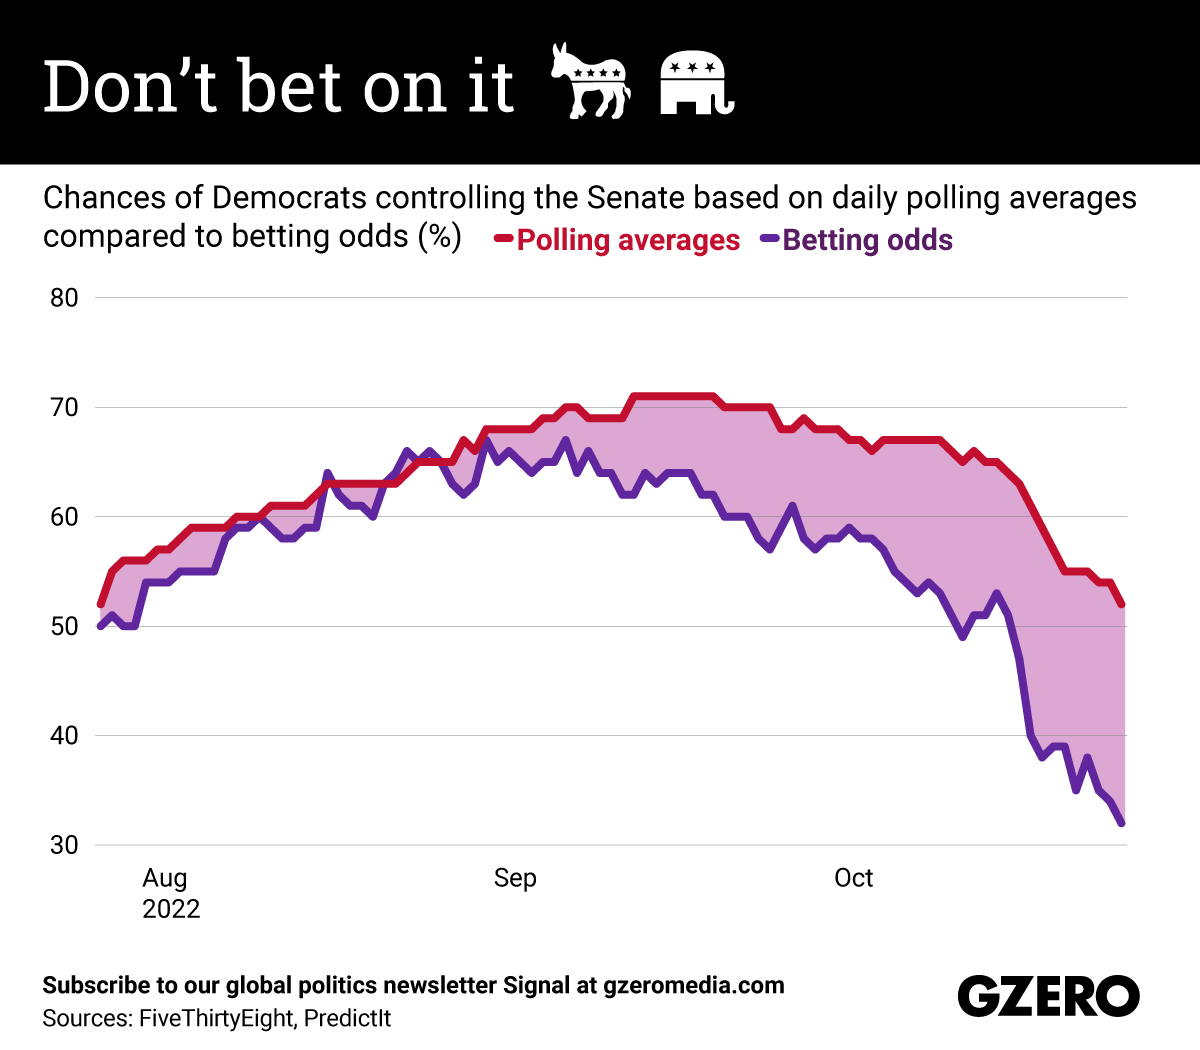 Don’t bet on it
Chances of Democrats controlling the Senate based on daily polling averages
compared to betting odds (%) Polling averages Betting odds
80
70
60
50
40
30
Aug Sep Oct
2022
Subscribe to our global politics newsletter Signal at gzeromedia.com
Sources: FiveThirtyEight, PredictIt
GZERO